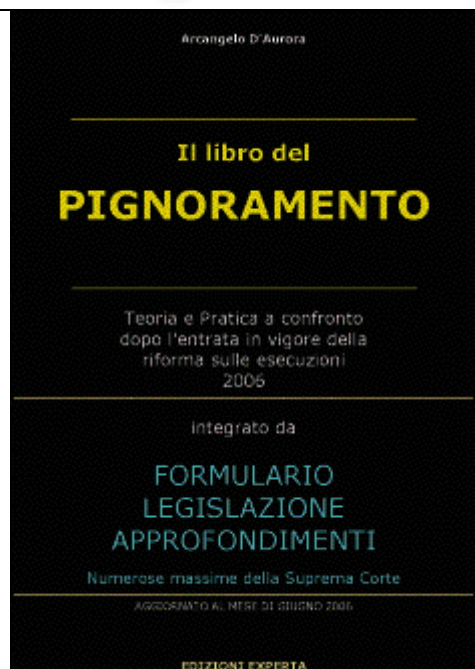 Arcangelo D'Aurora
Il libro del
PIGNORAMENTO
Teoria e Pratica a confronto
dopo l'entrata in vigore della
riforma sulle esecuzioni
2006
integrato da
FORMULARIO
LEGISLAZIONE
APPROFONDIMENTI
Numerose massime della Suprema Corte
AGGIORNATO AL MESE DI GIUGNO 2006
EDIZIONI EXPERTA